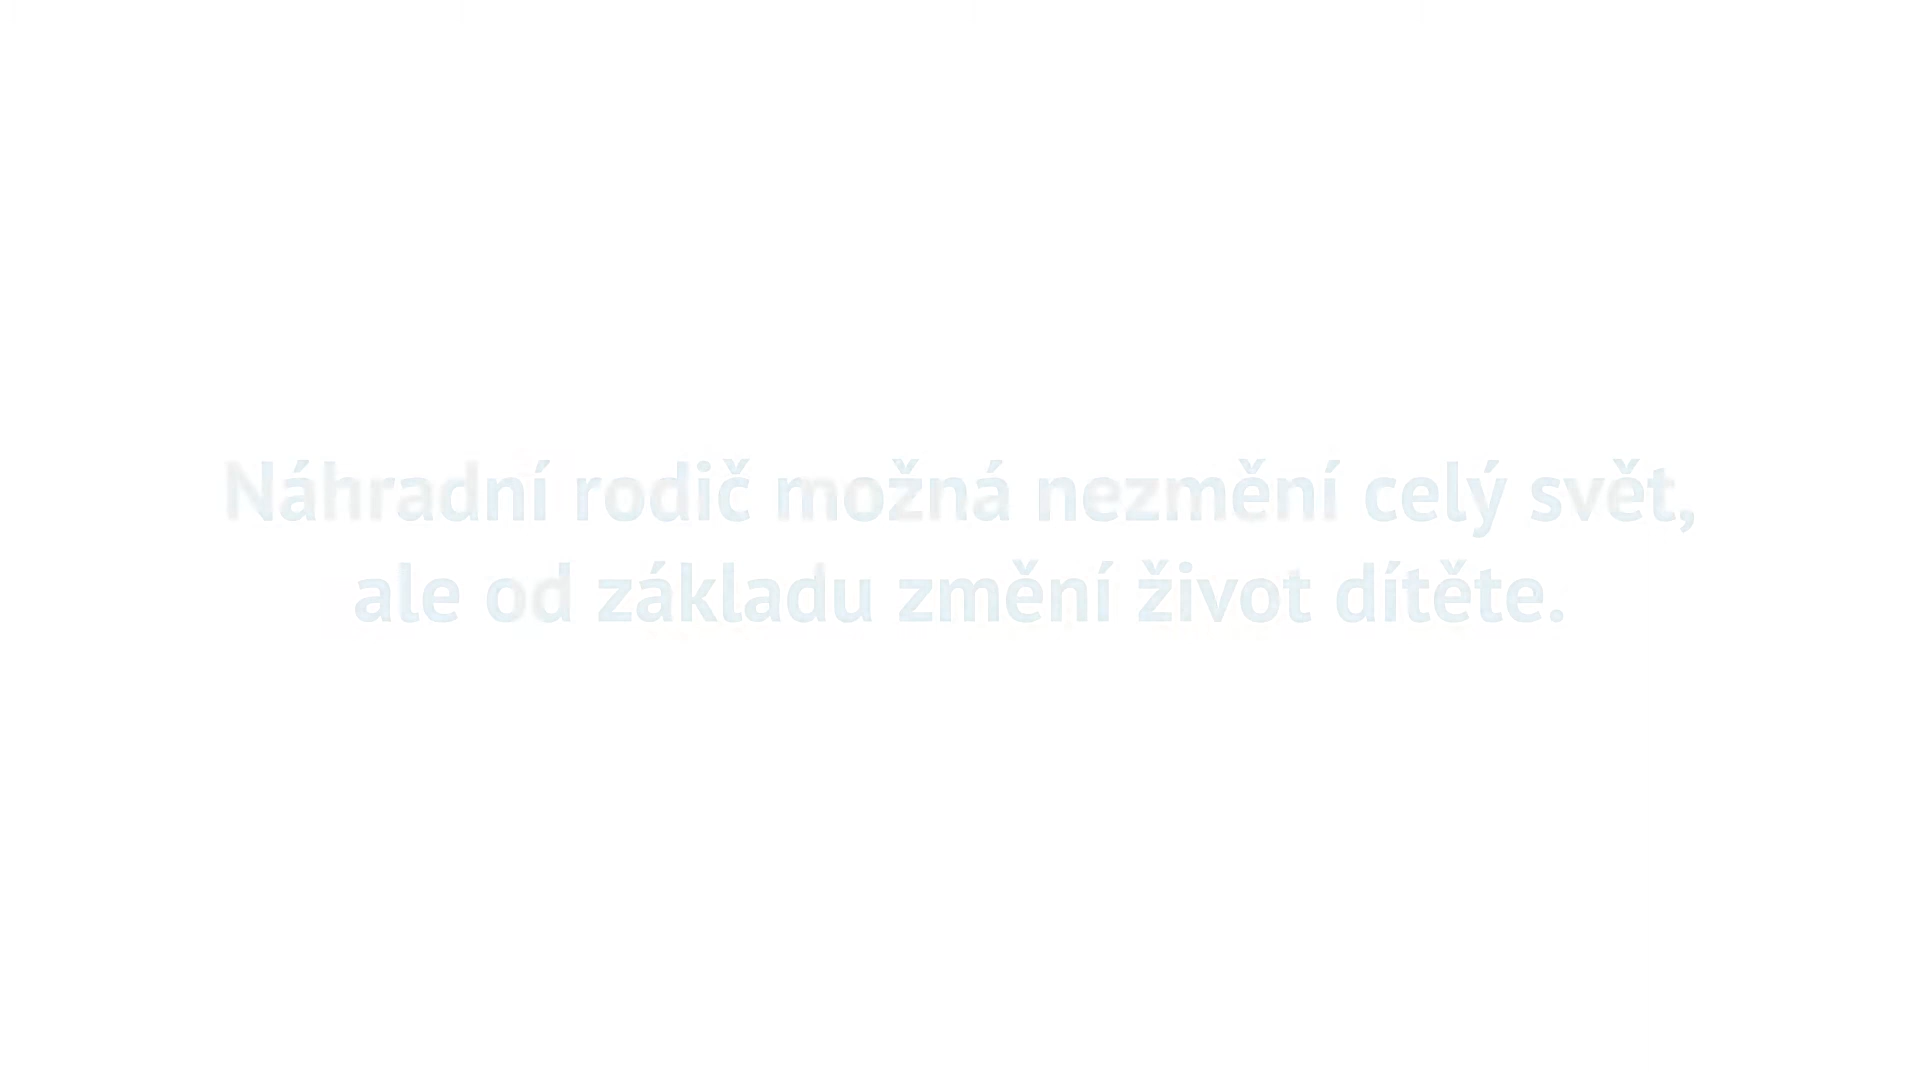 Náhradní rodič možná nezmění celý svět,
ale od základu změní život dítěte.